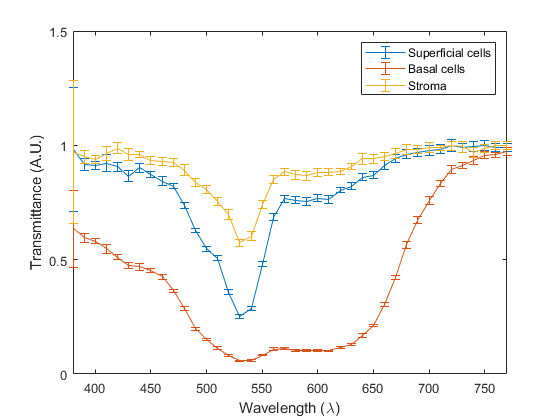 1.5
1
0.5
0
Transmittance (A.U.)
Superficial cells
Basal cells
Stroma
400 450 500 550 600 650 700 750
Wavelength (λ)